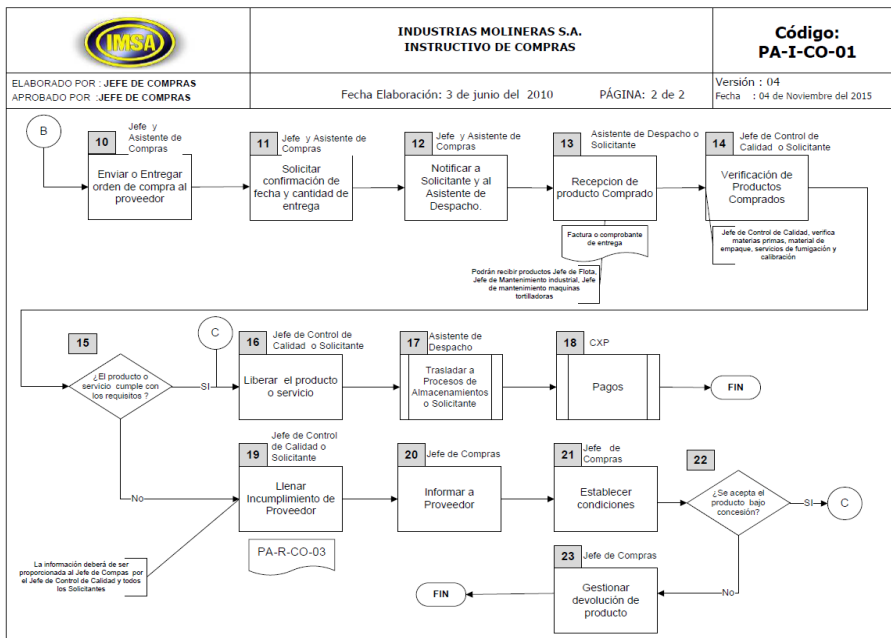 IMSA
INDUSTRIAS MOLINERAS S.A.
INSTRUCTIVO DE COMPRAS
Código:
PA-I-CO-01
ELABORADO POR : JEFE DE COMPRAS
APROBADO POR :JEFE DE COMPRAS
Fecha Elaboración: 3 de junio del 2010
PÁGINA: 2 de 2
Versión : 04
Fecha : 04 de Noviembre del 2015
B
10
Jefe y
Asistente de
Compras
Enviar o Entregar
orden de compra al
proveedor
11
Jefe y Asistente de
Compras
Solicitar
confirmación de
fecha y cantidad de
entrega
12
Jefe y Asistente de
Compras
Notificar a
Solicitante y al
Asistente de
Despacho.
13
Asistente de Despacho o
Solicitante
Recepcion de
producto Comprado
Factura o comprobante
de entrega
Podrán recibir productos Jefe de Flota,
Jefe de Mantenimiento industrial, Jefe
de mantenimiento maquinas
tortilladoras
14
Jefe de Control de
Calidad o Solicitante
Verificación de
Productos
Comprados
Jefe de Control de Calidad, verifica
materias primas, material de
empaque, servicios de fumigación y
calibración
15
¿El producto o
servicio cumple con
los requisitos ?
SI
C
16
Jefe de Control de
Calidad o Solicitante
Liberar el producto
o servicio
17
Asistente de
Despacho
Trasladar a
Procesos de
Almacenamientos
o Solicitante
18
CXP
Pagos
FIN
No
19
Jefe de Control
de Calidad o
Solicitante
Llenar
Incumplimiento de
Proveedor
PA-R-CO-03
La información deberá de ser
proporcionada al Jefe de Compas por
el Jefe de Control de Calidad y todos
los Solicitantes
20
Jefe de Compras
Informar a
Proveedor
21
Jefe de
Compras
Establecer
condiciones
22
¿Se acepta el
producto bajo
concesión?
SI
C
No
23
Jefe de Compras
Gestionar
devolución de
producto
FIN